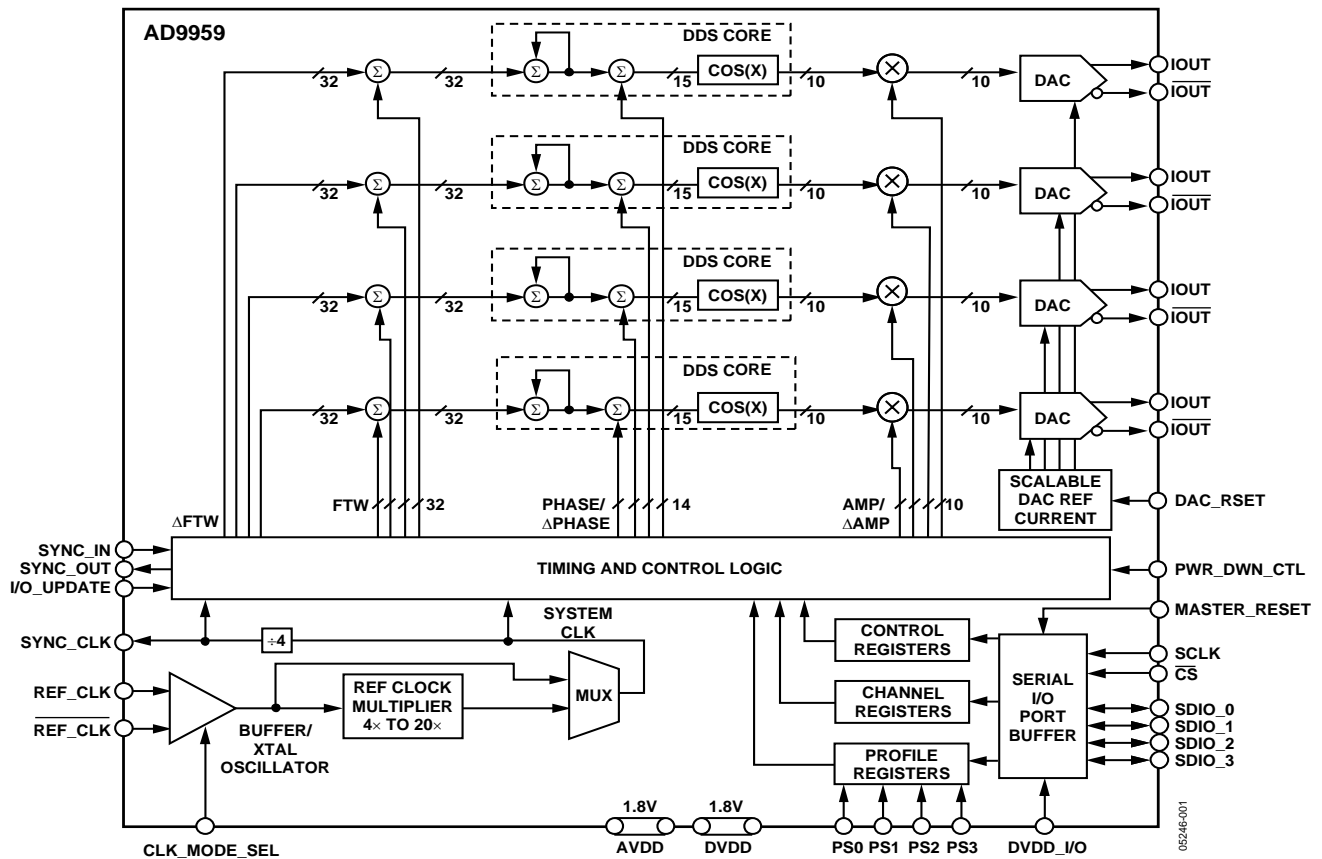 AD9959
DDS CORE
32 Σ 32 Σ Σ 15 COS(X) 10 × 10 DAC
IOUT
IOUT
DDS CORE
32 Σ 32 Σ Σ 15 COS(X) 10 × 10 DAC
IOUT
IOUT
DDS CORE
32 Σ 32 Σ Σ 15 COS(X) 10 × 10 DAC
IOUT
IOUT
DDS CORE
32 Σ 32 Σ Σ 15 COS(X) 10 × 10 DAC
IOUT
IOUT
SCALABLE
DAC REF
CURRENT
DAC_RSET
ΔFTW
FTW 32
PHASE/ 14
ΔPHASE
AMP/ 10
ΔAMP
SYNC_IN
SYNC_OUT
I/O_UPDATE
TIMING AND CONTROL LOGIC
PWR_DWN_CTL
MASTER_RESET
SYNC_CLK
÷4
SYSTEM
CLK
REF_CLK
REF_CLK
BUFFER/
XTAL
OSCILLATOR
REF CLOCK
MULTIPLIER
4× TO 20×
MUX
CONTROL
REGISTERS
CHANNEL
REGISTERS
PROFILE
REGISTERS
SERIAL
I/O
PORT
BUFFER
SCLK
CS
SDIO_0
SDIO_1
SDIO_2
SDIO_3
CLK_MODE_SEL
1.8V
AVDD
1.8V
DVDD
PS0 PS1 PS2 PS3
DVDD_I/O
05246-001